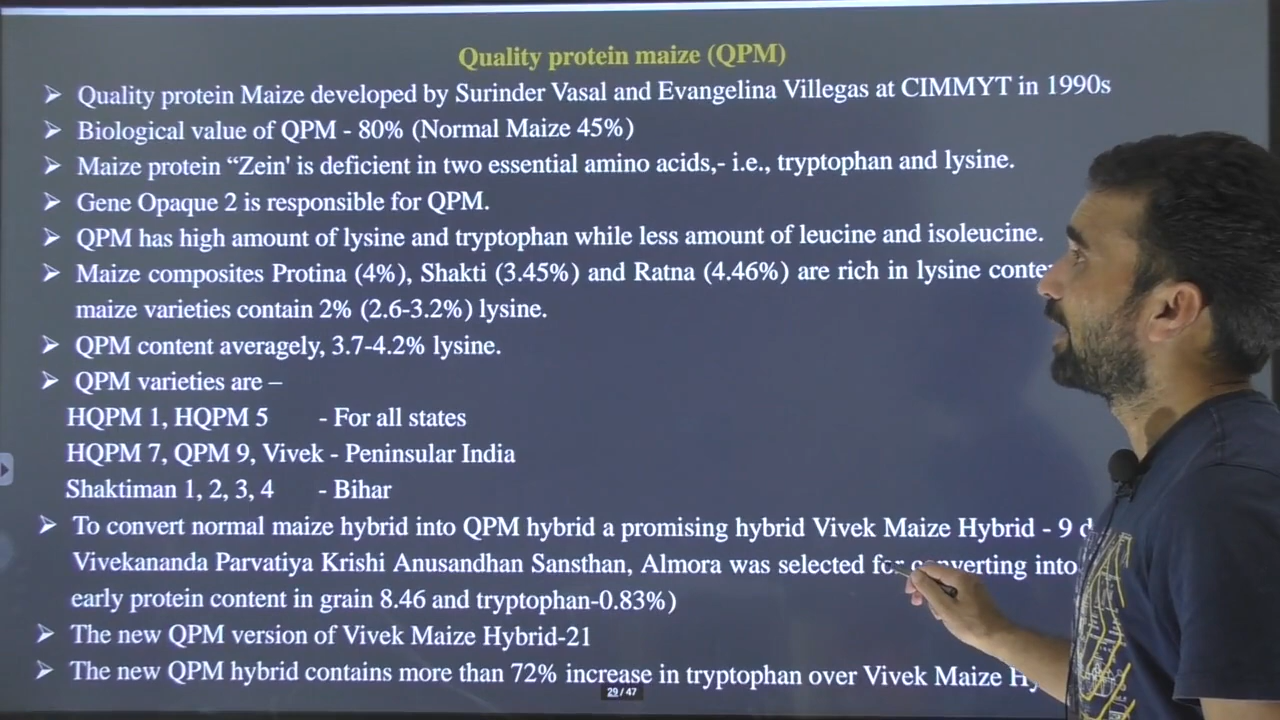 Quality protein maize (QPM)
➤ Quality protein Maize developed by Surinder Vasal and Evangelina Villegas at CIMMYT in 1990s
➤ Biological value of QPM - 80% (Normal Maize 45%)
➤ Maize protein “Zein' is deficient in two essential amino acids,- i.e., tryptophan and lysine.
➤ Gene Opaque 2 is responsible for QPM.
➤ QPM has high amount of lysine and tryptophan while less amount of leucine and isoleucine.
➤ Maize composites Protina (4%), Shakti (3.45%) and Ratna (4.46%) are rich in lysine
maize varieties contain 2% (2.6-3.2%) lysine.
➤ QPM content averagely, 3.7-4.2% lysine.
➤ QPM varieties are –
HQPM 1, HQPM 5 - For all states
HQPM 7, QPM 9, Vivek - Peninsular India
Shaktiman 1, 2, 3, 4 - Bihar
➤ To convert normal maize hybrid into QPM hybrid a promising hybrid Vivek Maize Hybrid - 9
Vivekananda Parvatiya Krishi Anusandhan Sansthan, Almora was selected for converting into
early protein content in grain 8.46 and tryptophan-0.83%)
➤ The new QPM version of Vivek Maize Hybrid-21
➤ The new QPM hybrid contains more than 72% increase in tryptophan over Vivek Maize
29 / 47